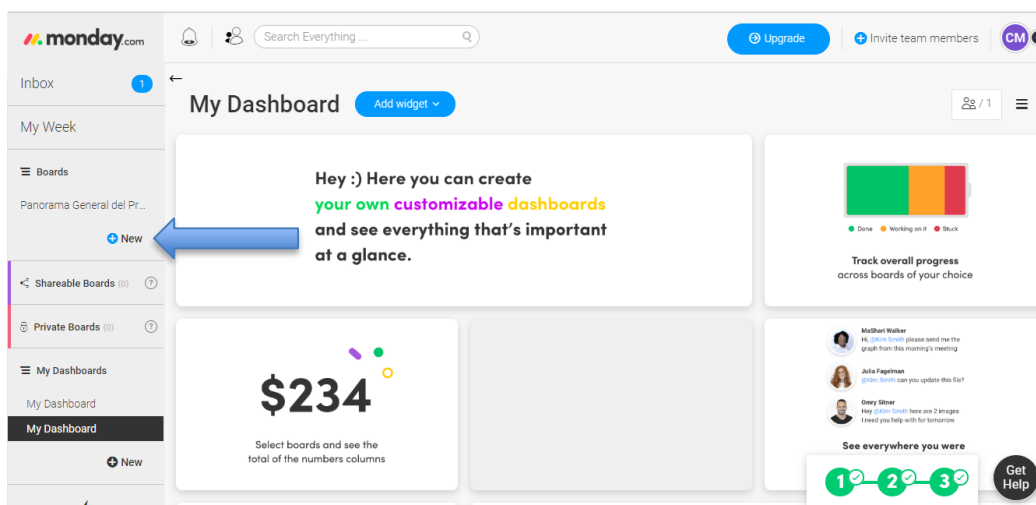 monday.com
Search Everything ...
Upgrade
Invite team members
CM
Inbox
1
My Week
Boards
Panorama General del Pr...
New
Shareable Boards (0) ?
Private Boards (0) ?
My Dashboards
My Dashboard
My Dashboard
New
My Dashboard
Add widget
/ 1
Hey :) Here you can create
your own customizable dashboards
and see everything that's important
at a glance.
Done Working on it Stuck
Track overall progress
across boards of your choice
$234
Select boards and see the
total of the numbers columns
MaShari Walker
Hi, @Kim Smith please send me the
graph from this morning's meeting
Julia Fagelman
@Kim Smith can you update this file?
Omry Sitner
Hey @Kim Smith here are 2 images
I need you help with for tomorrow
See everywhere you were
1 2 3
Get
Help